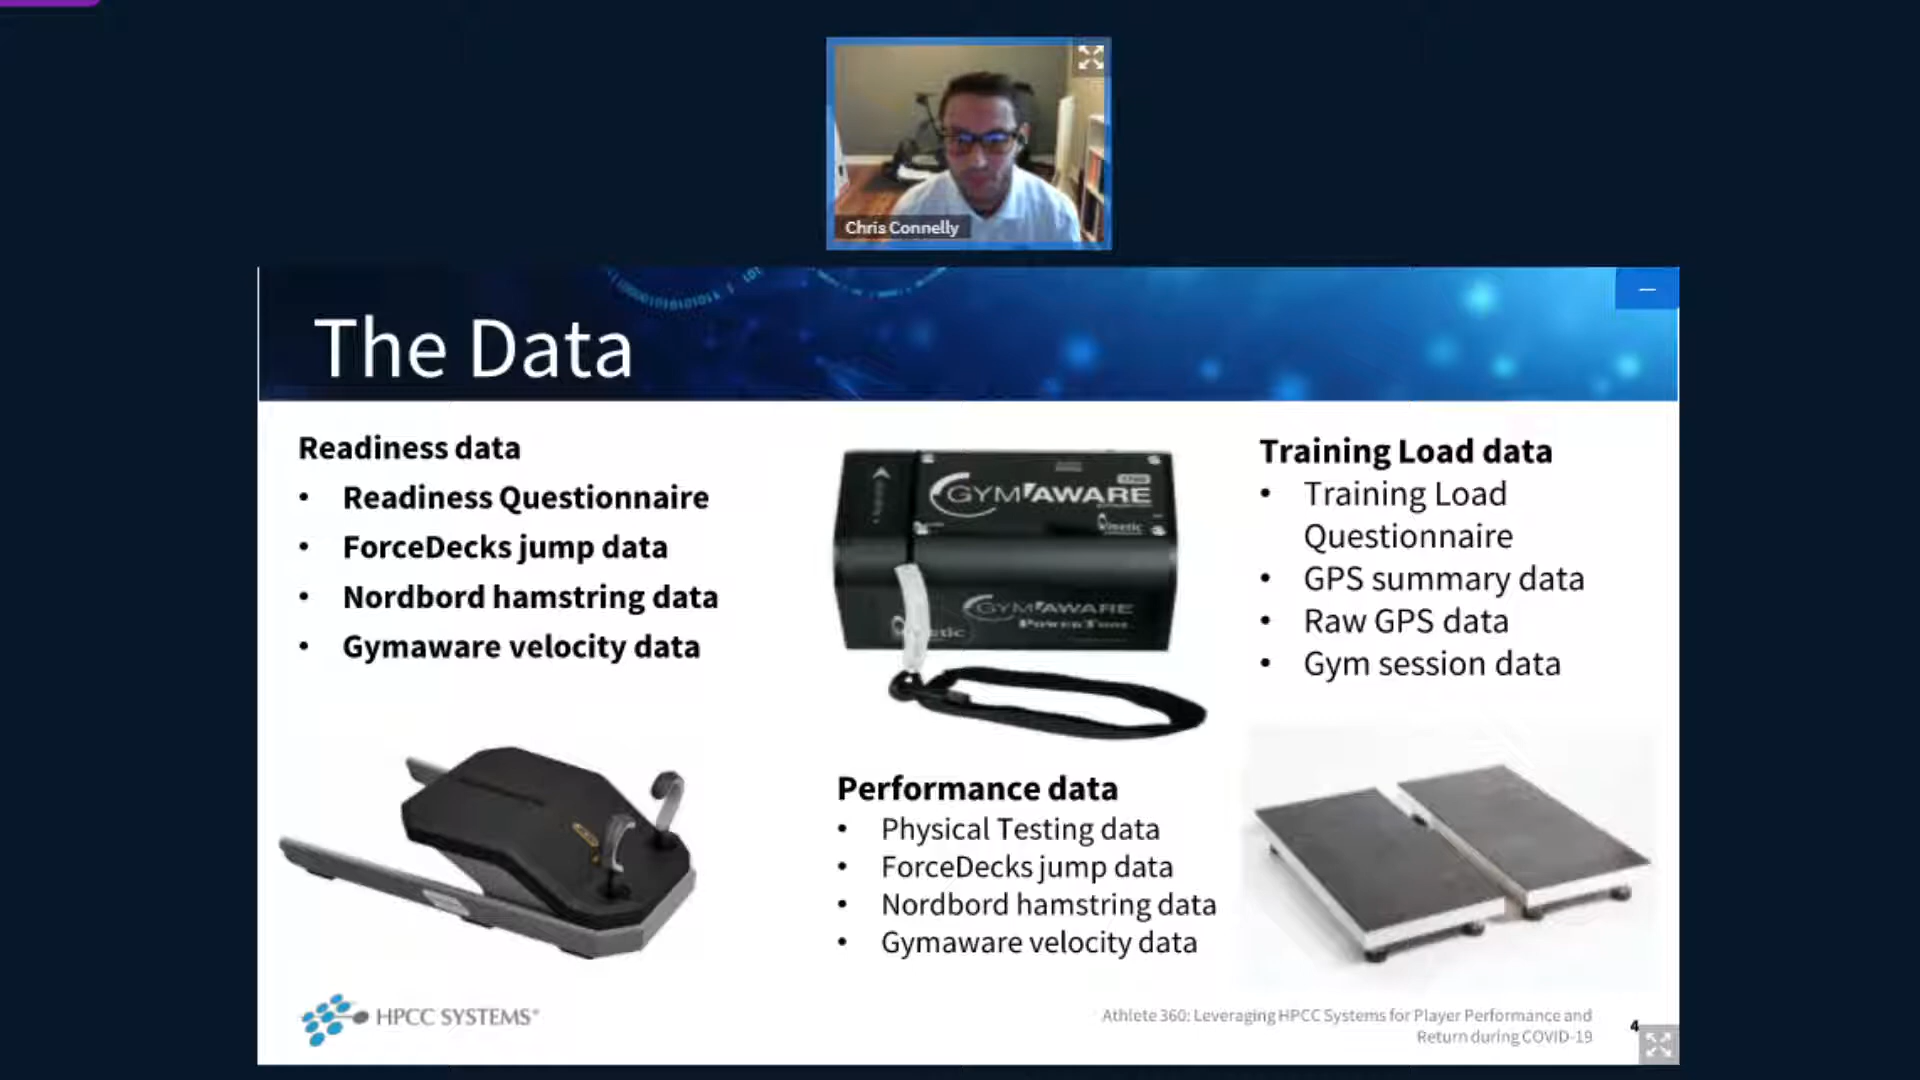 Chris Connelly
The Data
Readiness data
• Readiness Questionnaire
• ForceDecks jump data
• Nordbord hamstring data
• Gymaware velocity data
GYMAWARE
GYMAWARE
POWERTOOL
Training Load data
• Training Load
Questionnaire
• GPS summary data
• Raw GPS data
• Gym session data
Performance data
• Physical Testing data
• ForceDecks jump data
• Nordbord hamstring data
• Gymaware velocity data
HPCC SYSTEMS®
Athlete 360: Leveraging HPCC Systems for Player Performance and
Return during COVID-19
4